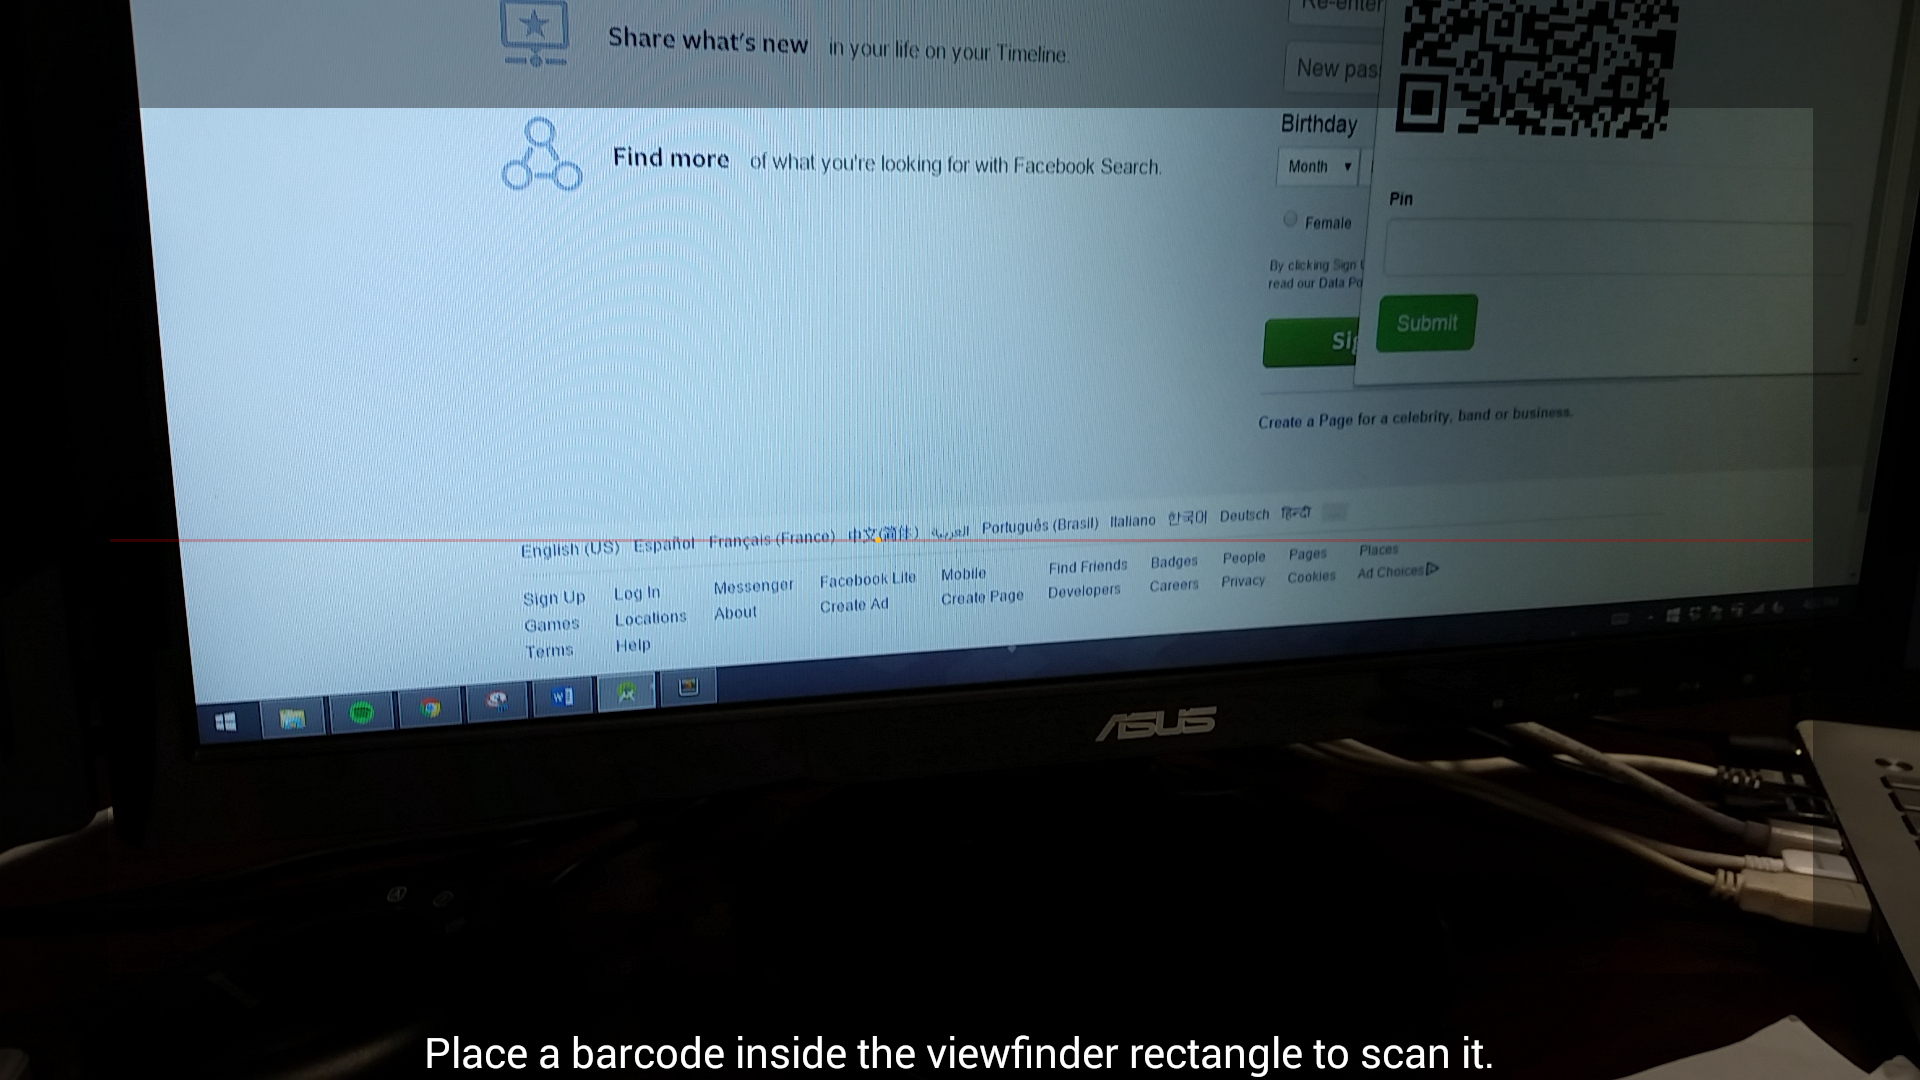 Re-enter
Share what's new in your life on your Timeline.
New pas
Birthday
Find more of what you're looking for with Facebook Search.
Month
Pin
Female
By clicking Sign
read our Data Po
Submit
Sig
Create a Page for a celebrity, band or business.
English (US) Español Français (France) 中文(简体) العربية Português (Brasil) Italiano 한국어 Deutsch हिन्दी
Sign Up Log In Messenger Facebook Lite Mobile Find Friends Badges People Pages Places
Games Locations About Create Ad Create Page Developers Careers Privacy Cookies Ad Choices
Terms Help
ASUS
Place a barcode inside the viewfinder rectangle to scan it.